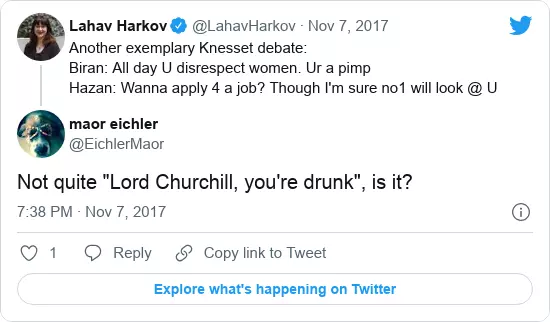 Lahav Harkov @LahavHarkov · Nov 7, 2017
Another exemplary Knesset debate:
Biran: All day U disrespect women. Ur a pimp
Hazan: Wanna apply 4 a job? Though I'm sure no1 will look @ U
maor eichler
@EichlerMaor
Not quite "Lord Churchill, you're drunk", is it?
7:38 PM · Nov 7, 2017
1 Reply Copy link to Tweet
Explore what's happening on Twitter